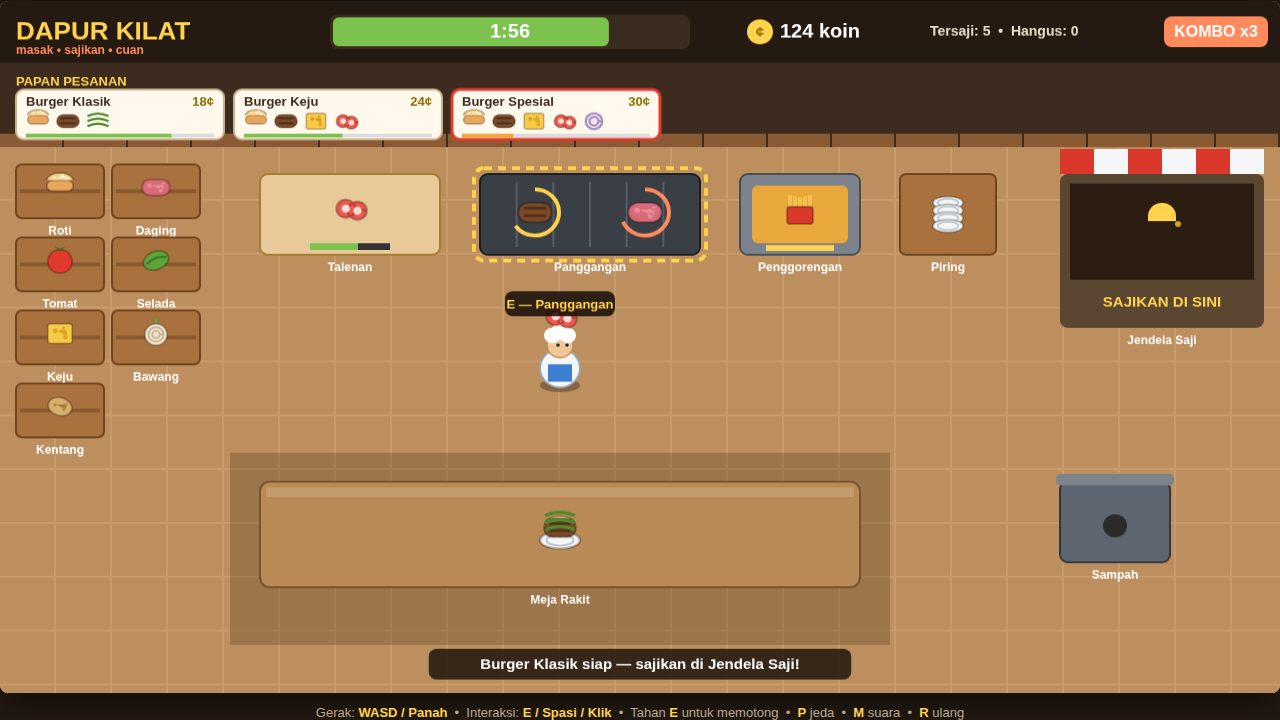 DAPUR KILAT
masak • sajikan • cuan
1:56
¢ 124 koin
Tersaji: 5 • Hangus: 0
KOMBO x3
PAPAN PESANAN
Burger Klasik 18¢
Burger Keju 24¢
Burger Spesial 30¢
Roti
Daging
Tomat
Selada
Keju
Bawang
Kentang
Talenan
Panggangan
Penggorengan
Piring
SAJIKAN DI SINI
Jendela Saji
E — Panggangan
Meja Rakit
Sampah
Burger Klasik siap — sajikan di Jendela Saji!
Gerak: WASD / Panah • Interaksi: E / Spasi / Klik • Tahan E untuk memotong • P jeda • M suara • R ulang